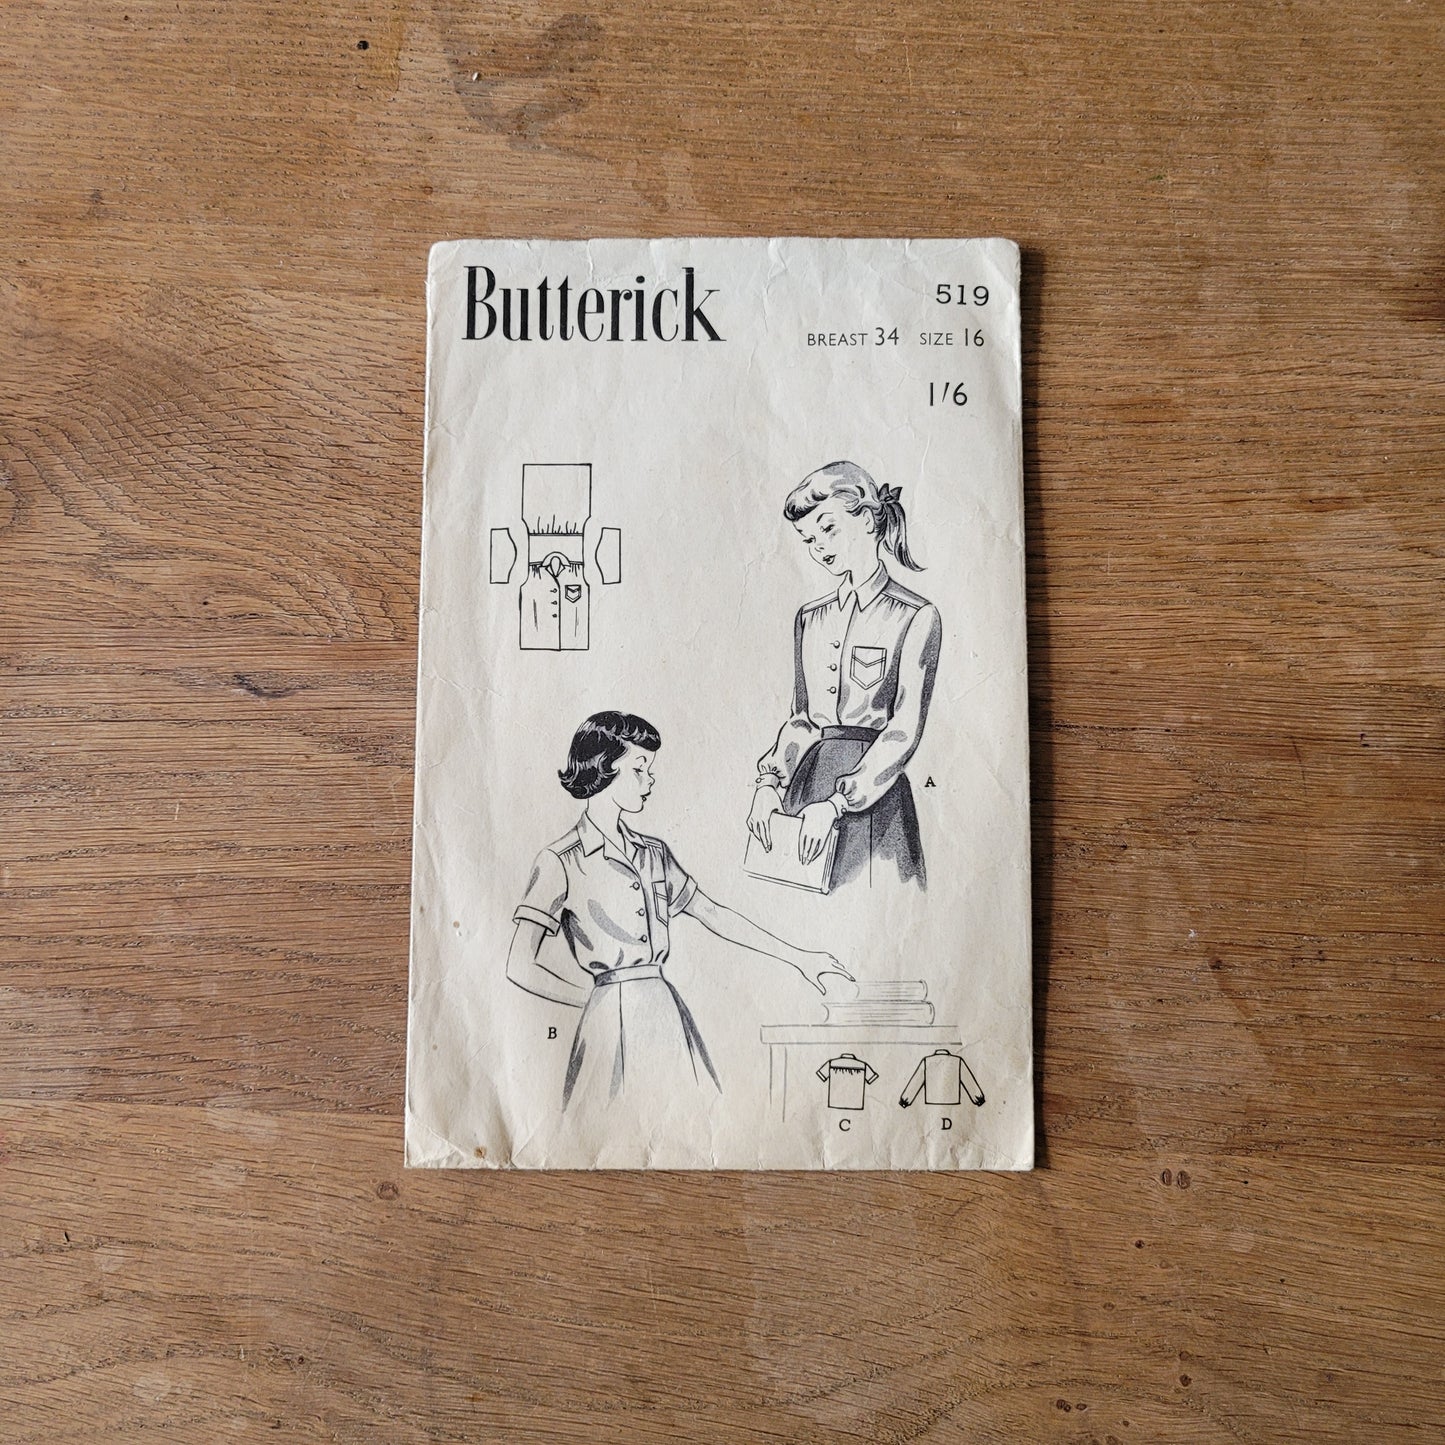 Butterick
519
BREAST 34 SIZE 16
1/6
A
B
C D